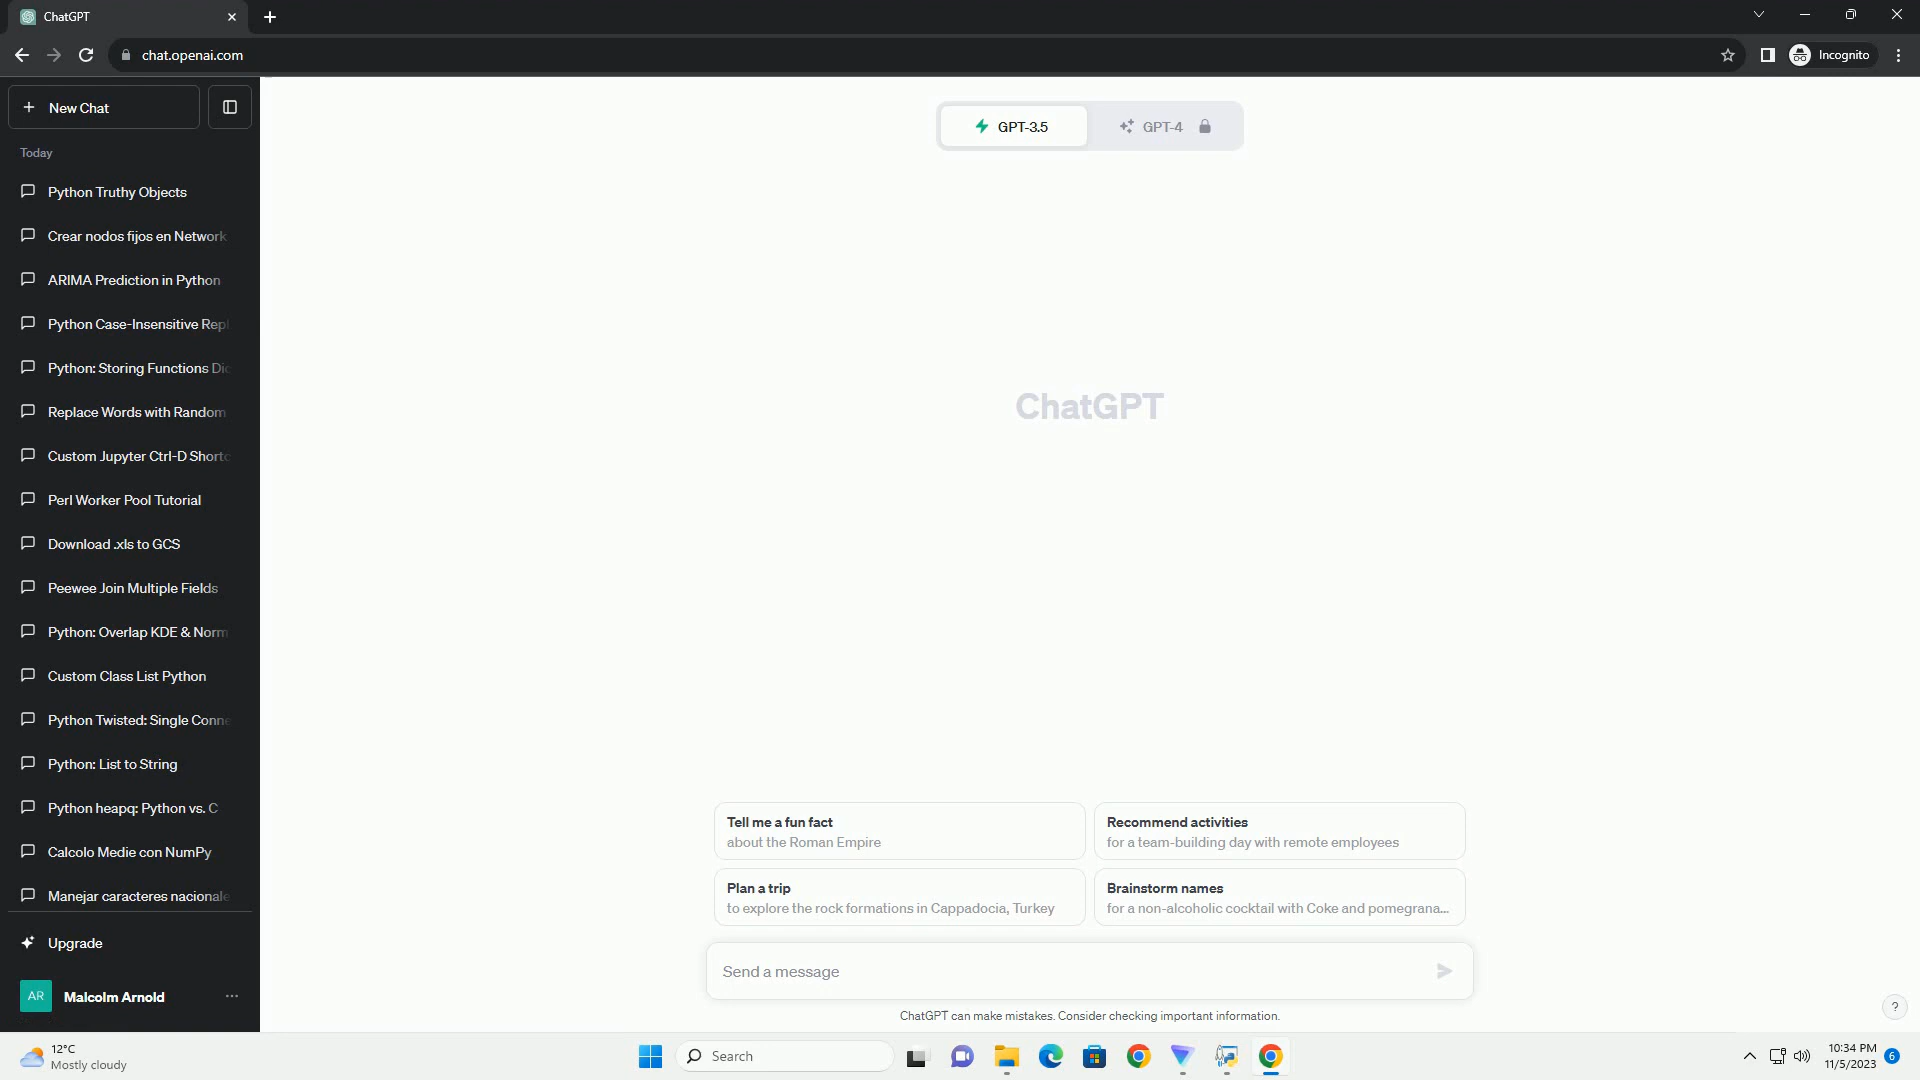 ChatGPT
chat.openai.com
Incognito
New Chat
Today
Python Truthy Objects
Crear nodos fijos en Network
ARIMA Prediction in Python
Python Case-Insensitive Repl
Python: Storing Functions Dic
Replace Words with Random
Custom Jupyter Ctrl-D Shortc
Perl Worker Pool Tutorial
Download .xls to GCS
Peewee Join Multiple Fields
Python: Overlap KDE & Norm
Custom Class List Python
Python Twisted: Single Conne
Python: List to String
Python heapq: Python vs. C
Calcolo Medie con NumPy
Manejar caracteres nacionale
Upgrade
AR Malcolm Arnold
GPT-3.5 GPT-4
ChatGPT
Tell me a fun fact
about the Roman Empire
Recommend activities
for a team-building day with remote employees
Plan a trip
to explore the rock formations in Cappadocia, Turkey
Brainstorm names
for a non-alcoholic cocktail with Coke and pomegrana...
Send a message
ChatGPT can make mistakes. Consider checking important information.
?
12°C
Mostly cloudy
Search
10:34 PM
11/5/2023
6